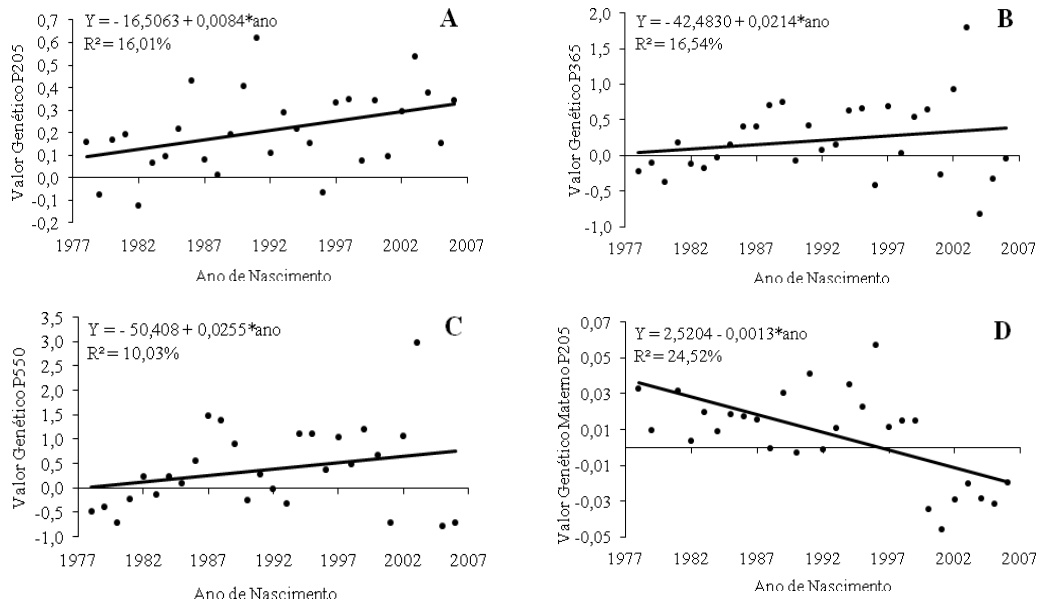 Y = - 16,5063 + 0,0084*ano
R² = 16,01%
A
Valor Genético P205
0,7
0,6
0,5
0,4
0,3
0,2
0,1
0,0
-0,1
-0,2
1977 1982 1987 1992 1997 2002 2007
Ano de Nascimento
Y = - 42,4830 + 0,0214*ano
R² = 16,54%
B
Valor Genético P365
2,0
1,5
1,0
0,5
0,0
-0,5
-1,0
1977 1982 1987 1992 1997 2002 2007
Ano de Nascimento
Y = - 50,408 + 0,0255*ano
R² = 10,03%
C
Valor Genético P550
3,5
3,0
2,5
2,0
1,5
1,0
0,5
0,0
-0,5
-1,0
1977 1982 1987 1992 1997 2002 2007
Ano de Nascimento
Y = 2,5204 - 0,0013*ano
R² = 24,52%
D
Valor Genético Materno P205
0,07
0,05
0,03
0,01
-0,01
-0,03
-0,05
1977 1982 1987 1992 1997 2002 2007
Ano de Nascimento